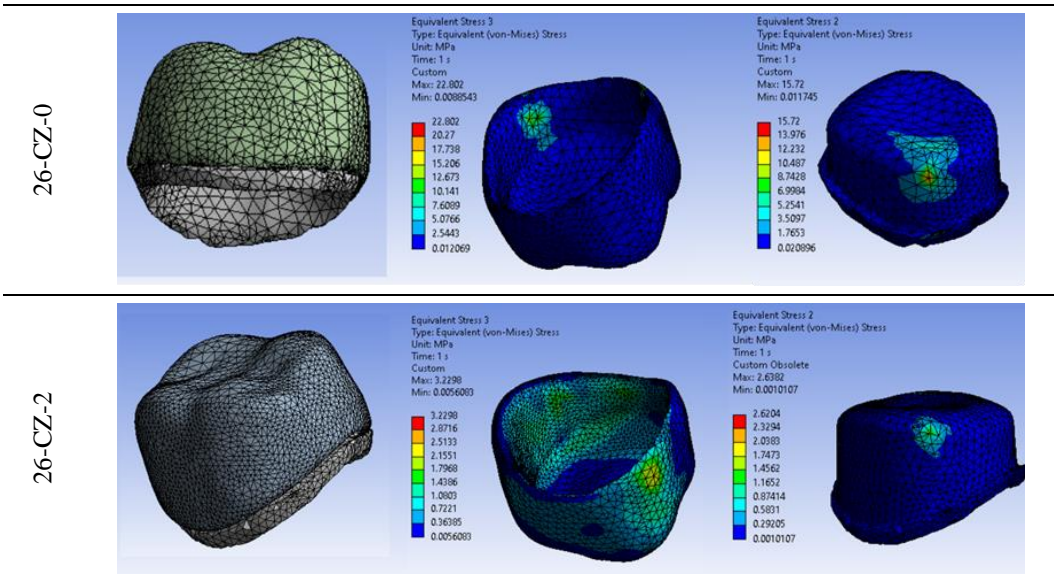 26-CZ-0
Equivalent Stress 3
Type: Equivalent (von-Mises) Stress
Unit: MPa
Time: 1 s
Custom
Max: 22.802
Min: 0.0088543
22.802
20.27
17.738
15.206
12.673
10.141
7.6089
5.0766
2.5443
0.012069
Equivalent Stress 2
Type: Equivalent (von-Mises) Stress
Unit: MPa
Time: 1 s
Custom
Max: 15.72
Min: 0.011745
15.72
13.976
12.232
10.487
8.7428
6.9984
5.2541
3.5097
1.7653
0.020896
26-CZ-2
Equivalent Stress 3
Type: Equivalent (von-Mises) Stress
Unit: MPa
Time: 1 s
Custom
Max: 3.2298
Min: 0.0056083
3.2298
2.8716
2.5133
2.1551
1.7968
1.4386
1.0803
0.7221
0.36385
0.0056083
Equivalent Stress 2
Type: Equivalent (von-Mises) Stress
Unit: MPa
Time: 1 s
Custom Obsolete
Max: 2.6382
Min: 0.0010107
2.6204
2.3294
2.0383
1.7473
1.4562
1.1652
0.87414
0.5831
0.29205
0.0010107